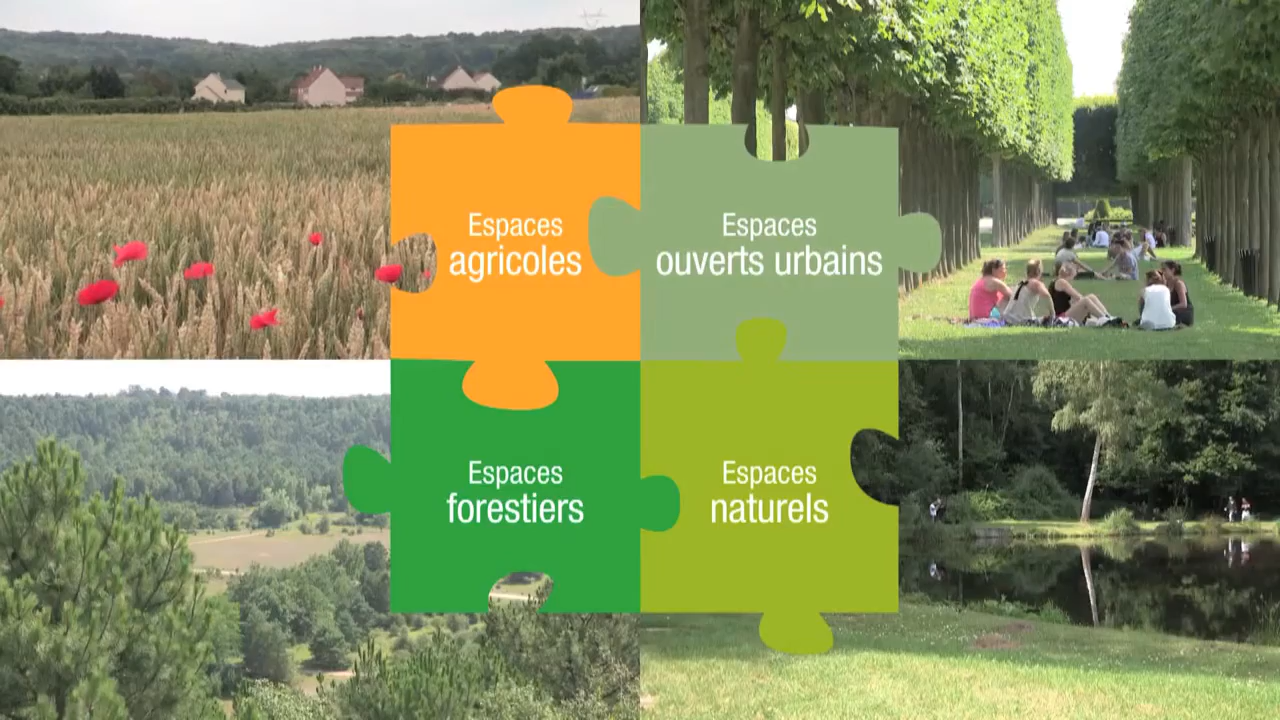 Espaces
agricoles
Espaces
ouverts urbains
Espaces
forestiers
Espaces
naturels